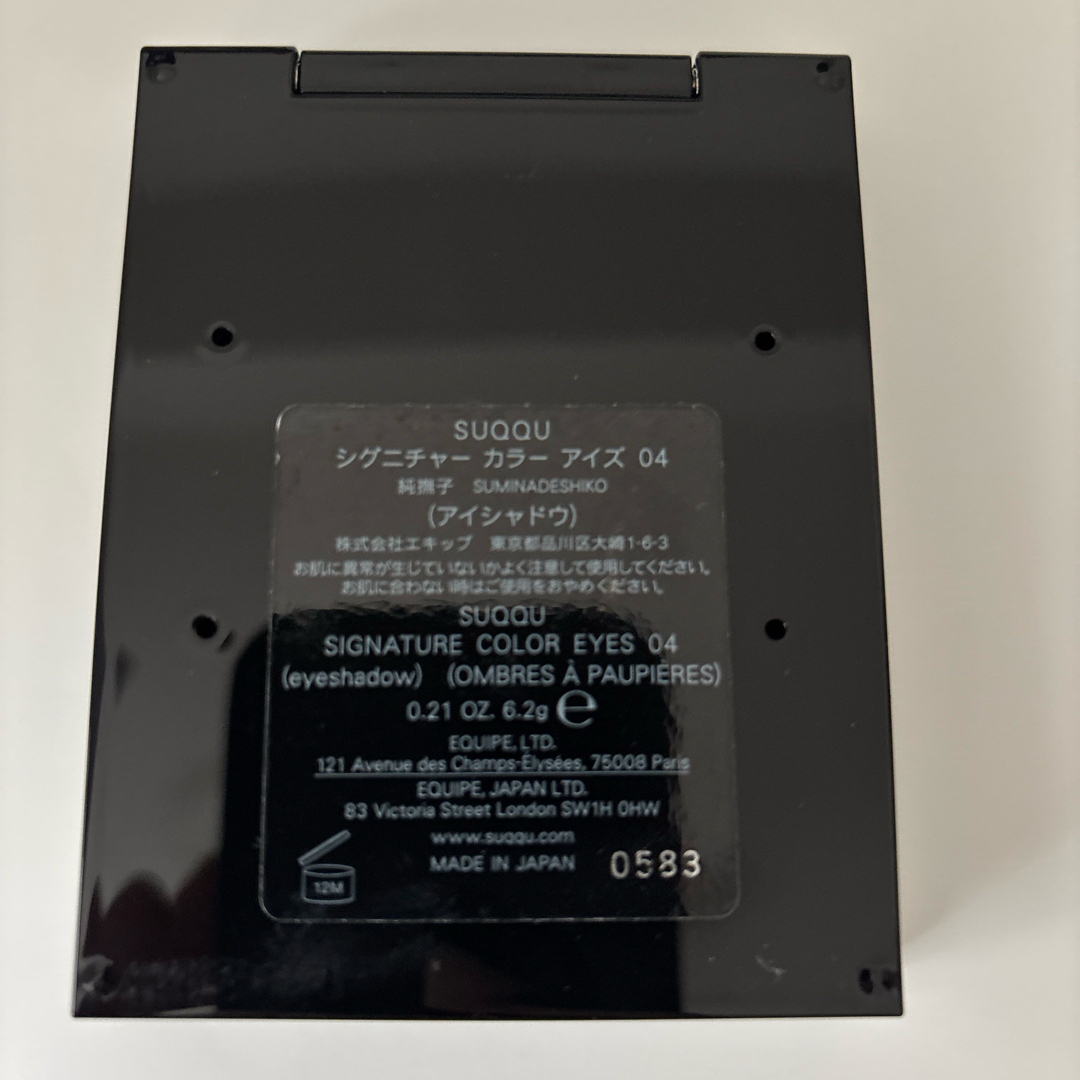 SUQQU
シグニチャー カラー アイズ 04
純撫子 SUMINADESHIKO
(アイシャドウ)
株式会社エキップ 東京都品川区大崎1-6-3
お肌に異常が生じていないかよく注意して使用してください。
お肌に合わない時はご使用をおやめください。
SUQQU
SIGNATURE COLOR EYES 04
(eyeshadow) (OMBRES À PAUPIÈRES)
0.21 OZ. 6.2g ℮
EQUIPE, LTD.
121 Avenue des Champs-Élysées, 75008 Paris
EQUIPE, JAPAN LTD.
83 Victoria Street London SW1H 0HW
www.suqqu.com
MADE IN JAPAN 0583
12M